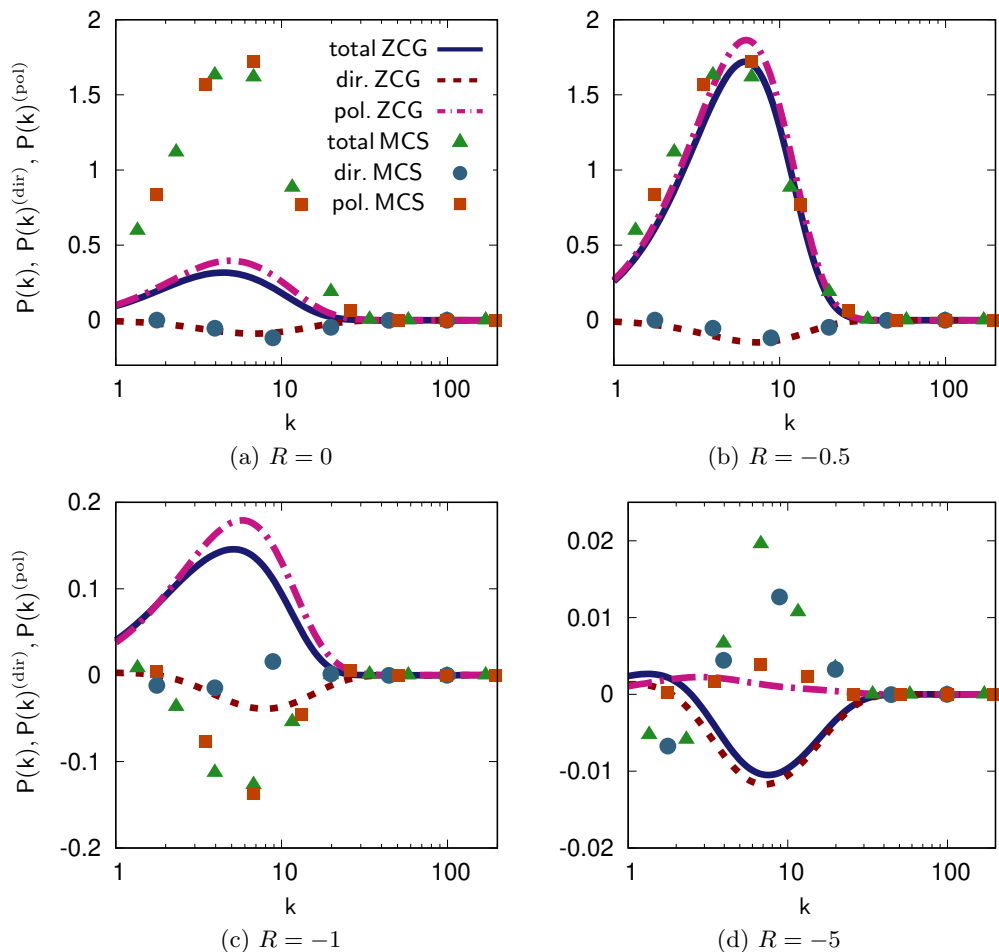 P(k), P(k)(dir), P(k)(pol)
2
1.5
1
0.5
0
total ZCG
dir. ZCG
pol. ZCG
total MCS
dir. MCS
pol. MCS
1 10 100
k
(a) R = 0
2
1.5
1
0.5
0
1 10 100
k
(b) R = −0.5
P(k), P(k)(dir), P(k)(pol)
0.2
0.1
0
-0.1
-0.2
1 10 100
k
(c) R = −1
0.02
0.01
0
-0.01
-0.02
1 10 100
k
(d) R = −5